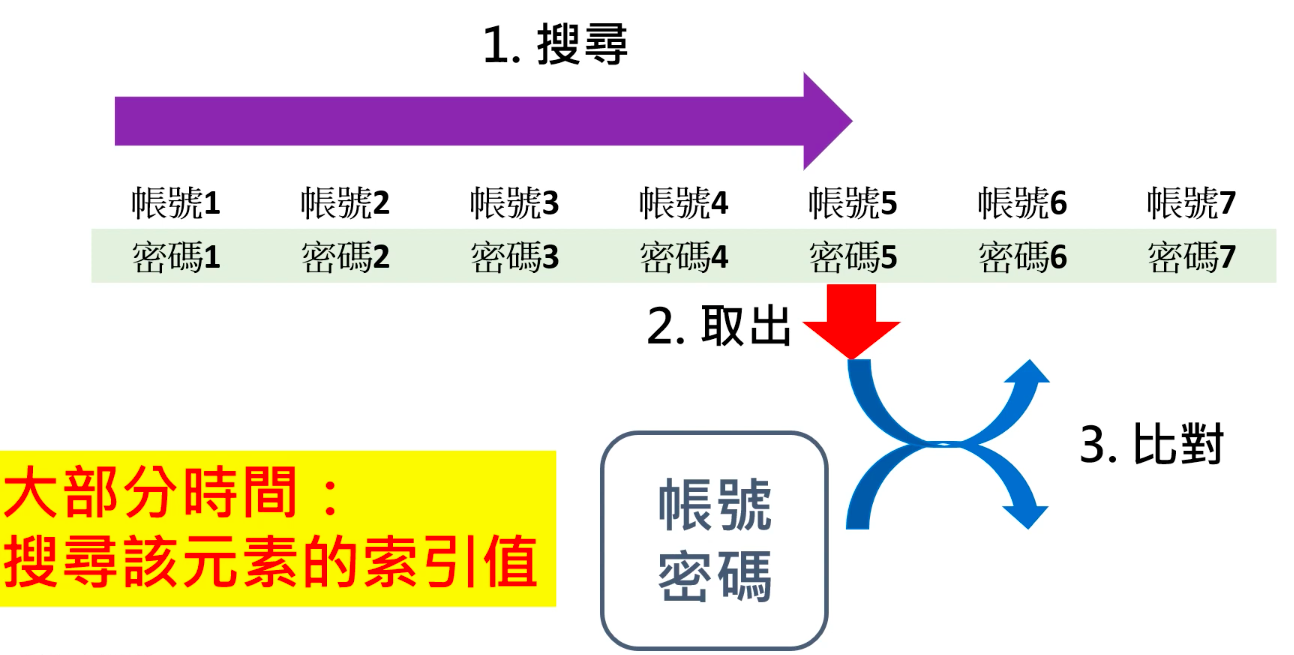 1. 搜尋
帳號1 帳號2 帳號3 帳號4 帳號5 帳號6 帳號7
密碼1 密碼2 密碼3 密碼4 密碼5 密碼6 密碼7
2. 取出
3. 比對
大部分時間：
搜尋該元素的索引值
帳號
密碼